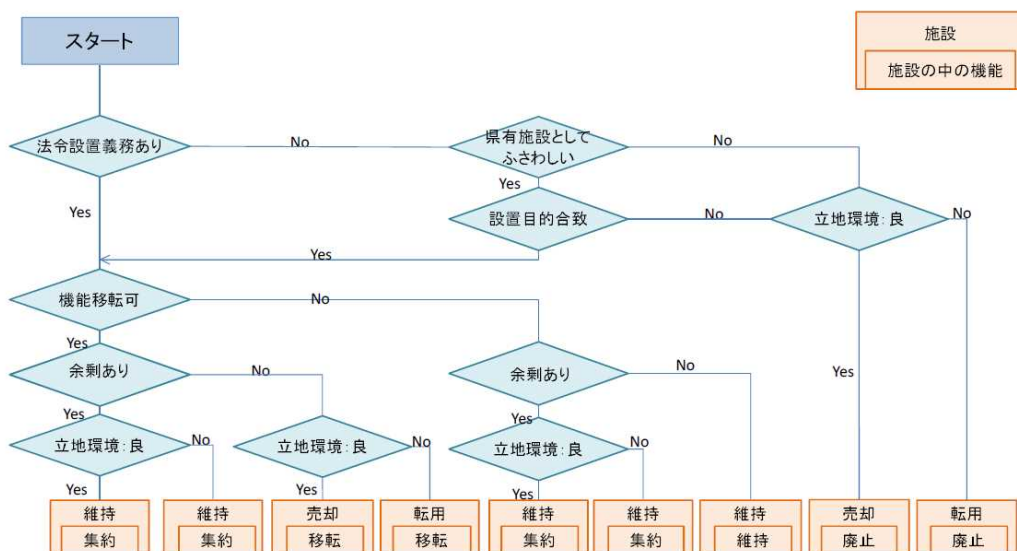 スタート
施設
施設の中の機能
法令設置義務あり
No
県有施設として
ふさわしい
No
Yes
Yes
設置目的合致
No
立地環境:良
No
Yes
機能移転可
No
Yes
余剰あり
No
余剰あり
No
Yes
Yes
Yes
立地環境:良
No
立地環境:良
No
立地環境:良
No
Yes
Yes
Yes
維持
集約
維持
集約
売却
移転
転用
移転
維持
集約
維持
集約
維持
維持
売却
廃止
転用
廃止